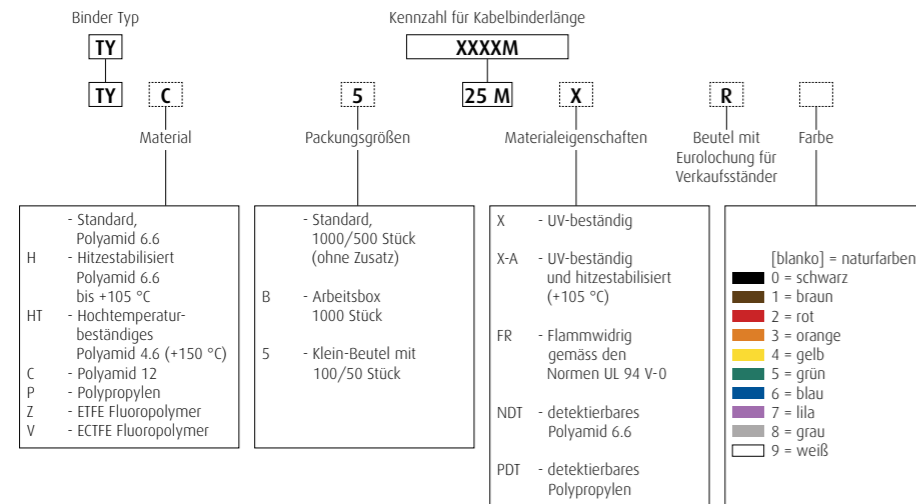 Binder Typ
Kennzahl für Kabelbinderlänge
TY
XXXXM
TY C 5 25 M X R
Material
Packungsgrößen
Materialeigenschaften
Beutel mit
Eurolochung für
Verkaufsständer
Farbe
- Standard,
Polyamid 6.6
H - Hitzestabilisiert
Polyamid 6.6
bis +105 °C
HT - Hochtemperatur-
beständiges
Polyamid 4.6 (+150 °C)
C - Polyamid 12
P - Polypropylen
Z - ETFE Fluoropolymer
V - ECTFE Fluoropolymer
- Standard,
1000/500 Stück
(ohne Zusatz)
B - Arbeitsbox
1000 Stück
5 - Klein-Beutel mit
100/50 Stück
X - UV-beständig
X-A - UV-beständig
und hitzestabilisiert
(+105 °C)
FR - Flammwidrig
gemäss den
Normen UL 94 V-0
NDT - detektierbares
Polyamid 6.6
PDT - detektierbares
Polypropylen
[blanko] = naturfarben
0 = schwarz
1 = braun
2 = rot
3 = orange
4 = gelb
5 = grün
6 = blau
7 = lila
8 = grau
9 = weiß